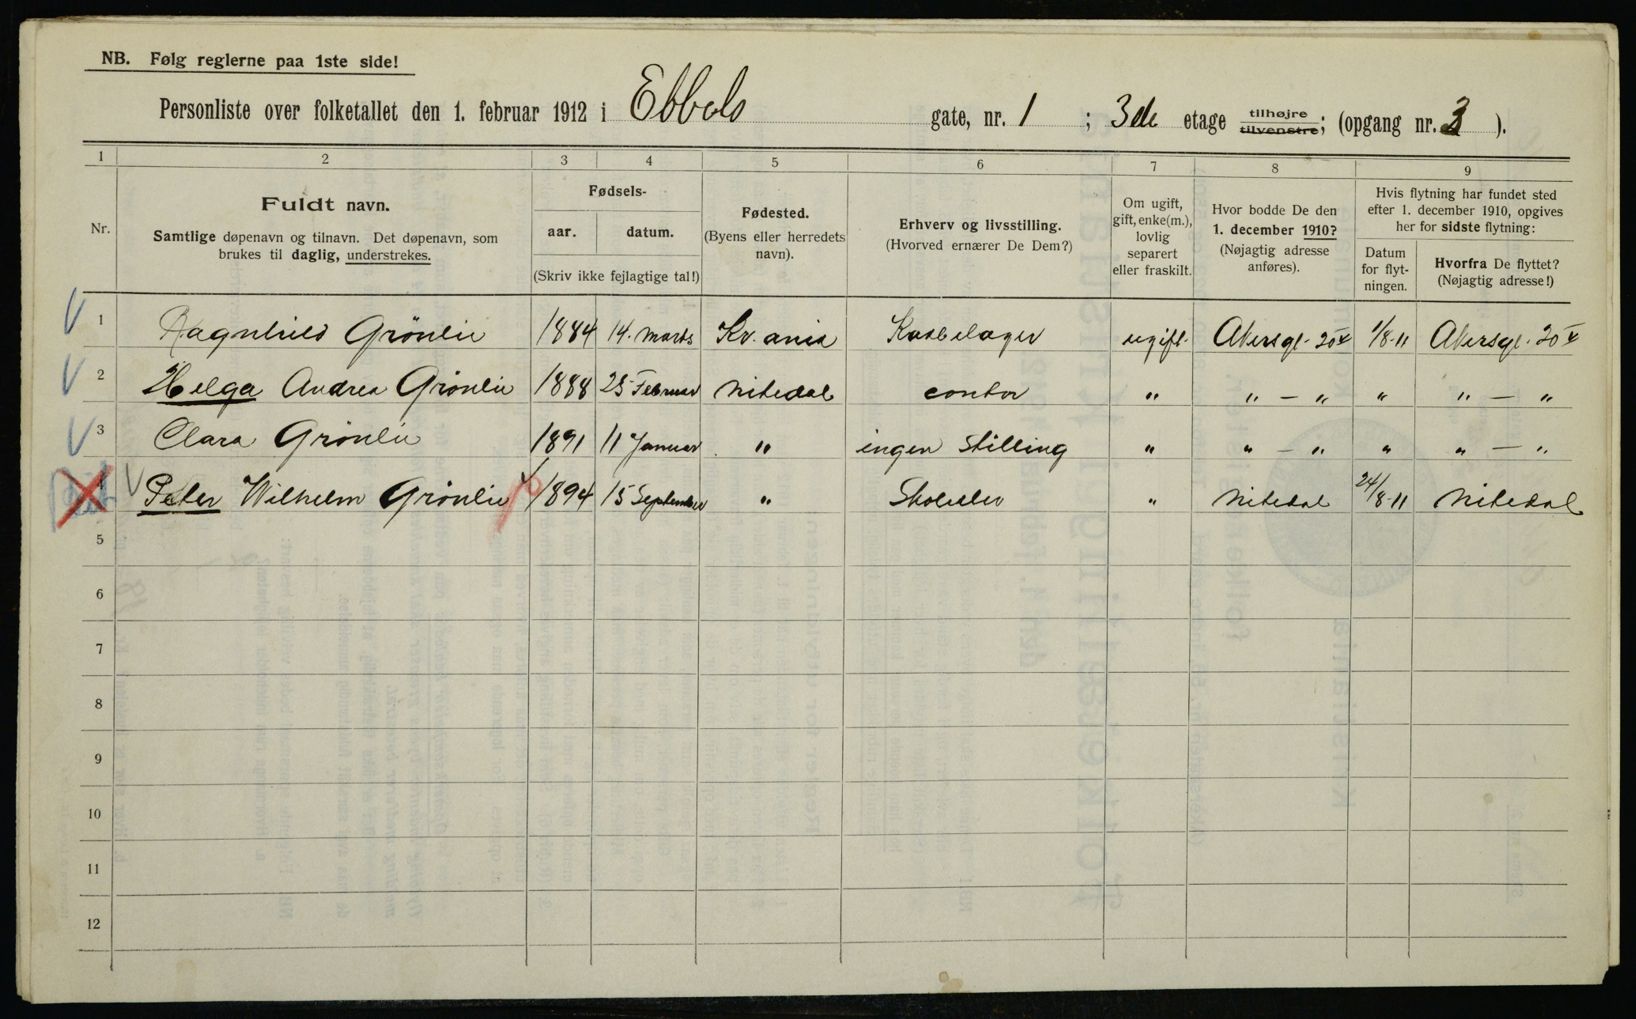 NB. Følg reglerne paa 1ste side!
Personliste over folketallet den 1. februar 1912 i Ebbels gate, nr. 1 ; 3de etage tilhøjre tilvenstre; (opgang nr. 3 ).
1 2 3 4 5 6 7 8 9
Nr.
Fuldt navn.
Samtlige døpenavn og tilnavn. Det døpenavn, som
brukes til daglig, understrekes.
Fødsels-
aar. datum.
(Skriv ikke fejlagtige tal!)
Fødested.
(Byens eller herredets
navn).
Erhverv og livsstilling.
(Hvorved ernærer De Dem?)
Om ugift,
gift, enke(m.),
lovlig
separert
eller fraskilt.
Hvor bodde De den
1. december 1910?
(Nøjagtig adresse
anføres).
Hvis flytning har fundet sted
efter 1. december 1910, opgives
her for sidste flytning:
Datum
for flyt-
ningen.
Hvorfra De flyttet?
(Nøjagtig adresse!)
1 Ragnhild Grönlie 1884 14. Marts Kr.ania ugift. Akersgt. 20 IV 1/8-11 Akersgt. 20 IV
2 Helga Andrea Grönlie 1888 25 Februar Nitedal contor " " — " " " — "
3 Clara Grönlie 1891 11 Januar " ingen Stilling " " — " " " — "
4 Peter Wilhelm Grönlie 1894 15 September " Skoleelev " Nitedal 24/8-11 Nitedal
5
6
7
8
9
10
11
12